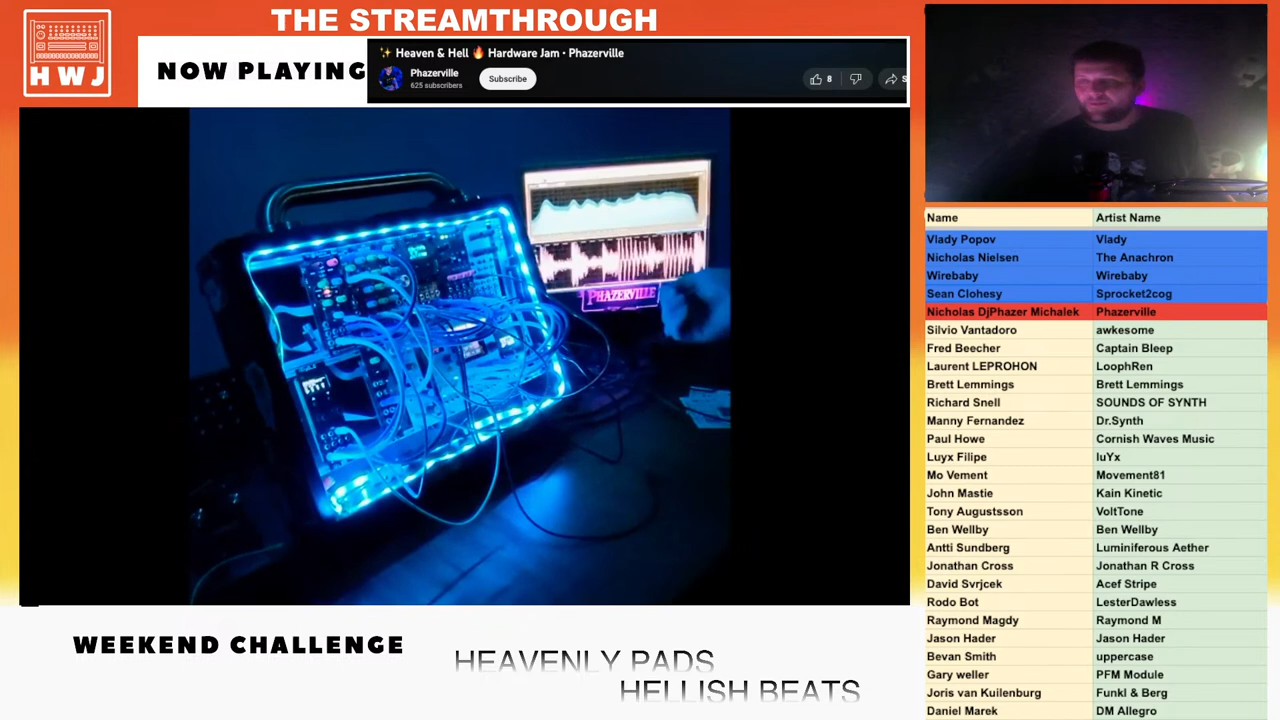 THE STREAMTHROUGH
HWJ
NOW PLAYING
✨ Heaven & Hell 🔥 Hardware Jam • Phazerville
Phazerville
625 subscribers
Subscribe
8
S
PHAZERVILLE
Name Artist Name
Vlady Popov Vlady
Nicholas Nielsen The Anachron
Wirebaby Wirebaby
Sean Clohesy Sprocket2cog
Nicholas DjPhazer Michalek Phazerville
Silvio Vantadoro awkesome
Fred Beecher Captain Bleep
Laurent LEPROHON LoophRen
Brett Lemmings Brett Lemmings
Richard Snell SOUNDS OF SYNTH
Manny Fernandez Dr.Synth
Paul Howe Cornish Waves Music
Luyx Filipe luYx
Mo Vement Movement81
John Mastie Kain Kinetic
Tony Augustsson VoltTone
Ben Wellby Ben Wellby
Antti Sundberg Luminiferous Aether
Jonathan Cross Jonathan R Cross
David Svrjcek Acef Stripe
Rodo Bot LesterDawless
Raymond Magdy Raymond M
Jason Hader Jason Hader
Bevan Smith uppercase
Gary weller PFM Module
Joris van Kuilenburg Funkl & Berg
Daniel Marek DM Allegro
WEEKEND CHALLENGE
HEAVENLY PADS
HELLISH BEATS